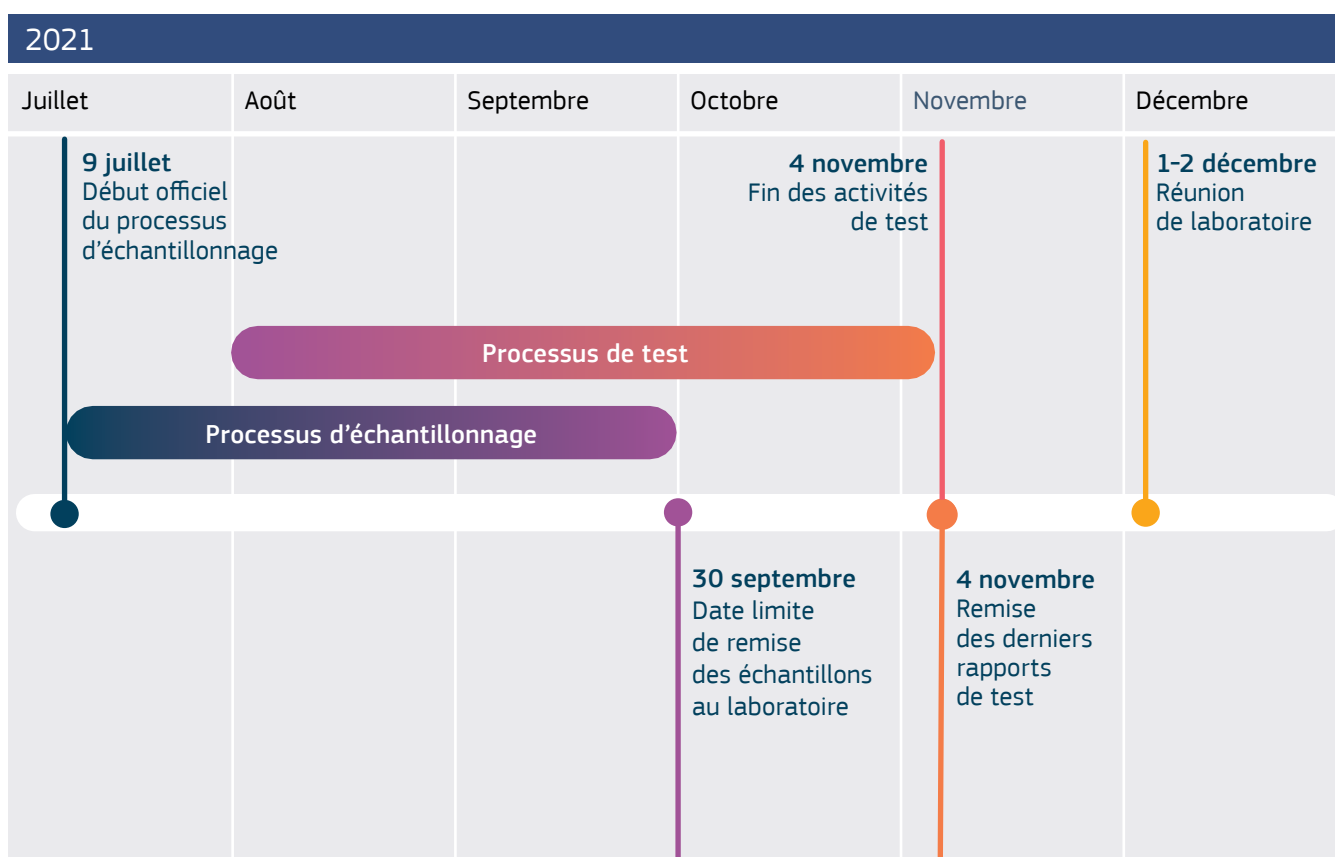 2021
Juillet
Août
Septembre
Octobre
Novembre
Décembre
9 juillet
Début officiel
du processus
d’échantillonnage
4 novembre
Fin des activités
de test
1-2 décembre
Réunion
de laboratoire
Processus de test
Processus d’échantillonnage
30 septembre
Date limite
de remise
des échantillons
au laboratoire
4 novembre
Remise
des derniers
rapports
de test